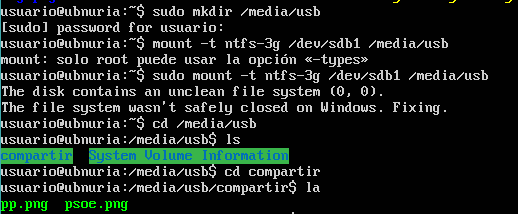 usuario@ubnuria:~$ sudo mkdir /media/usb
[sudo] password for usuario:
usuario@ubnuria:~$ mount -t ntfs-3g /dev/sdb1 /media/usb
mount: solo root puede usar la opción «-types»
usuario@ubnuria:~$ sudo mount -t ntfs-3g /dev/sdb1 /media/usb
The disk contains an unclean file system (0, 0).
The file system wasn't safely closed on Windows. Fixing.
usuario@ubnuria:~$ cd /media/usb
usuario@ubnuria:/media/usb$ ls
compartir  System Volume Information
usuario@ubnuria:/media/usb$ cd compartir
usuario@ubnuria:/media/usb/compartir$ la
pp.png  psoe.png